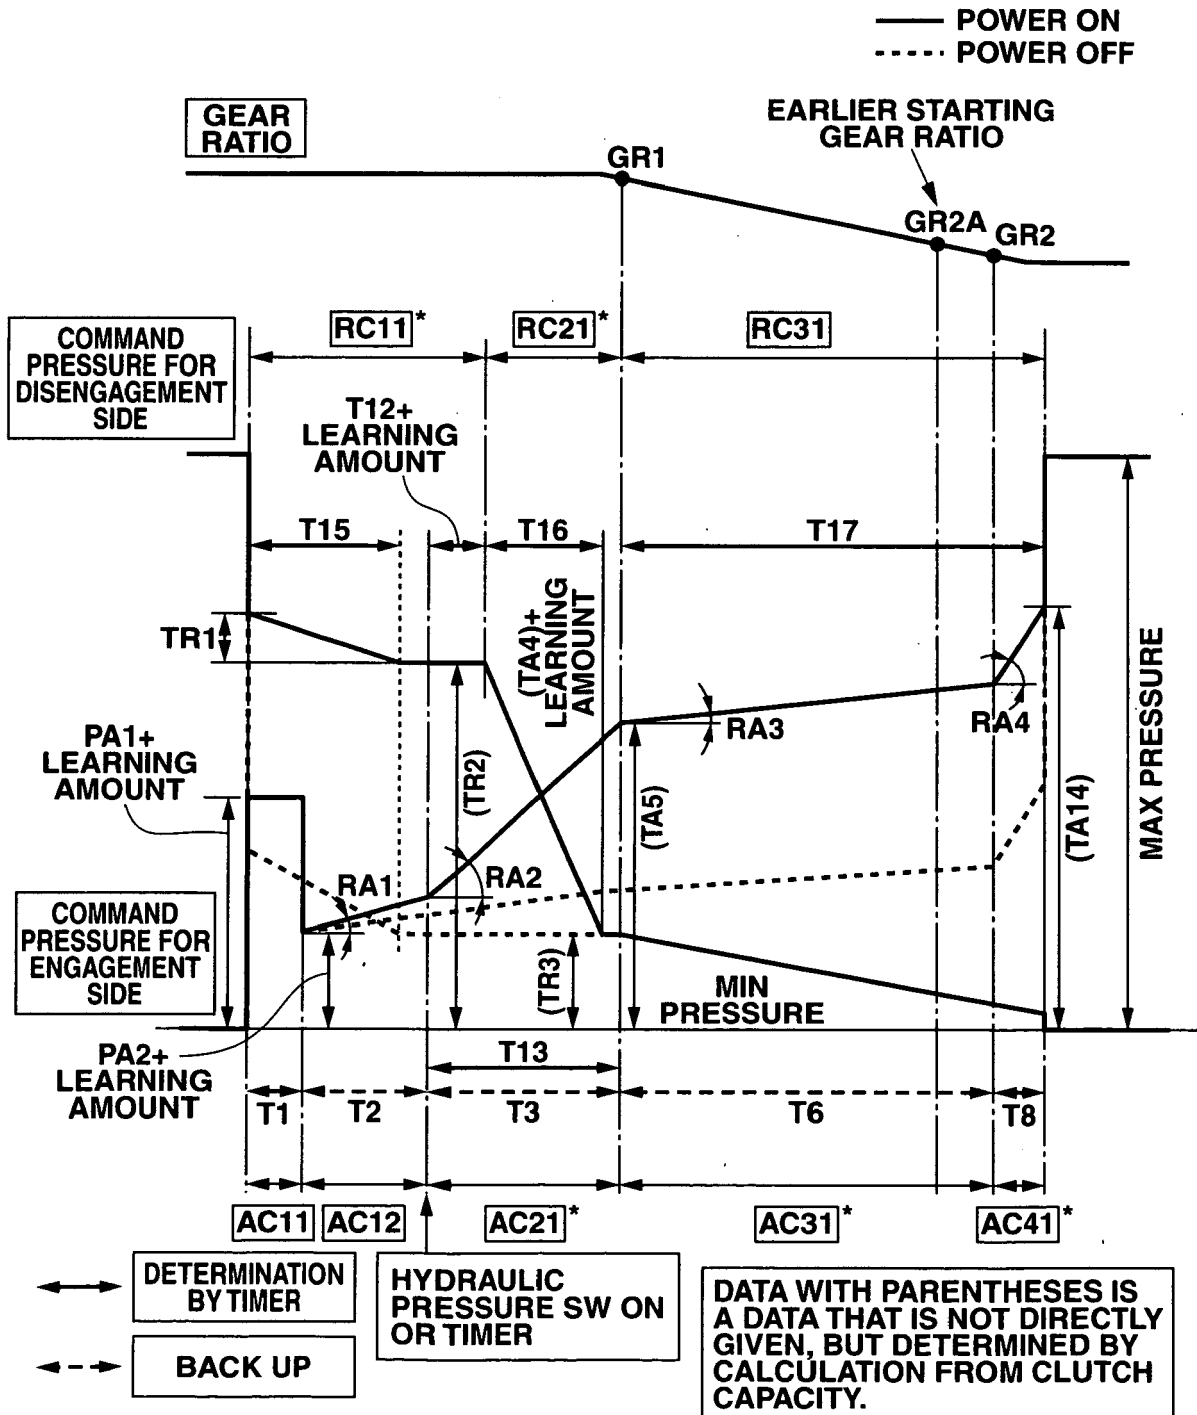 POWER ON
POWER OFF
GEAR
RATIO
EARLIER STARTING
GEAR RATIO
GR1
GR2A
GR2
COMMAND
PRESSURE FOR
DISENGAGEMENT
SIDE
RC11*
RC21*
RC31
T12+
LEARNING
AMOUNT
T15
T16
T17
TR1
(TA4)+
LEARNING
AMOUNT
PA1+
LEARNING
AMOUNT
(TR2)
RA3
RA4
(TA5)
(TA14)
MAX PRESSURE
RA1
RA2
COMMAND
PRESSURE FOR
ENGAGEMENT
SIDE
(TR3)
MIN
PRESSURE
PA2+
LEARNING
AMOUNT
T13
T1
T2
T3
T6
T8
AC11
AC12
AC21*
AC31*
AC41*
DETERMINATION
BY TIMER
BACK UP
HYDRAULIC
PRESSURE SW ON
OR TIMER
DATA WITH PARENTHESES IS
A DATA THAT IS NOT DIRECTLY
GIVEN, BUT DETERMINED BY
CALCULATION FROM CLUTCH
CAPACITY.